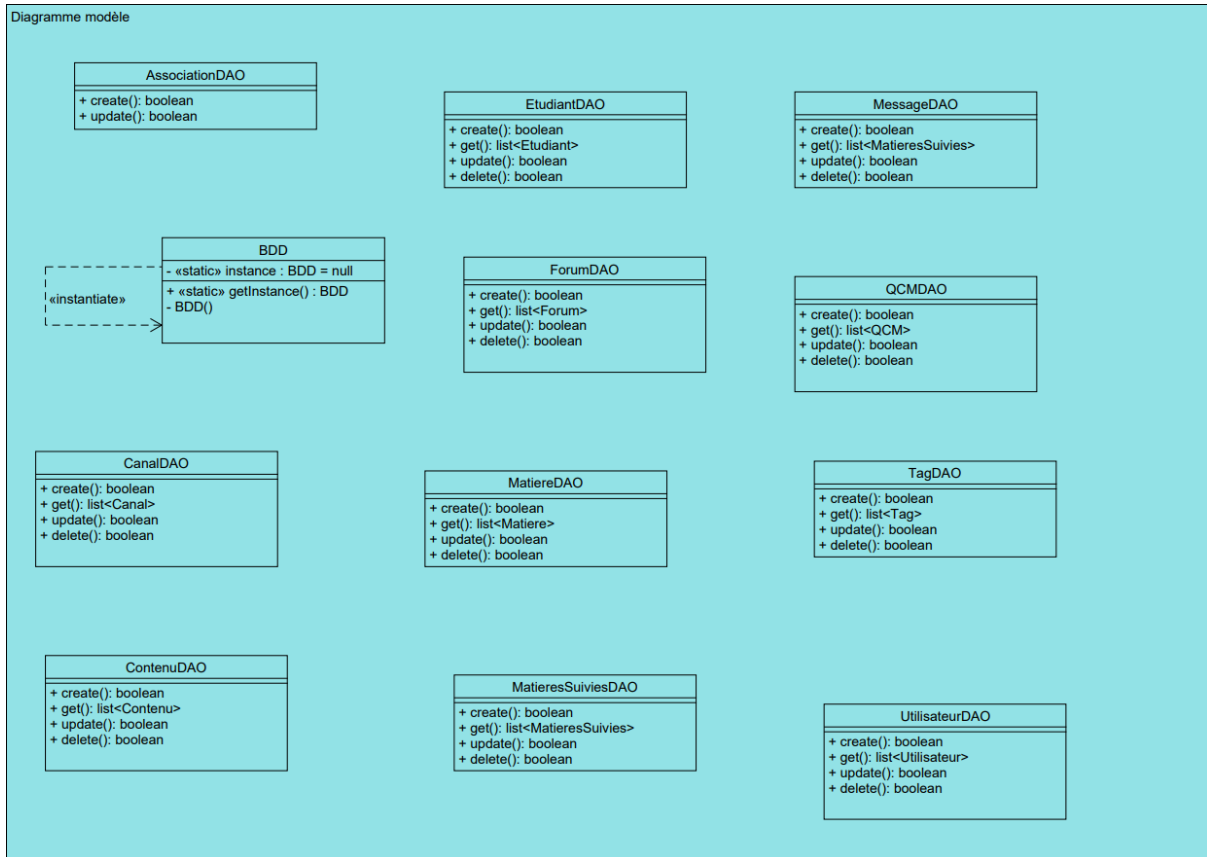 Diagramme modèle
AssociationDAO
+ create(): boolean
+ update(): boolean
EtudiantDAO
+ create(): boolean
+ get(): list<Etudiant>
+ update(): boolean
+ delete(): boolean
MessageDAO
+ create(): boolean
+ get(): list<MatieresSuivies>
+ update(): boolean
+ delete(): boolean
BDD
- «static» instance : BDD = null
+ «static» getInstance() : BDD
- BDD()
«instantiate»
ForumDAO
+ create(): boolean
+ get(): list<Forum>
+ update(): boolean
+ delete(): boolean
QCMDAO
+ create(): boolean
+ get(): list<QCM>
+ update(): boolean
+ delete(): boolean
CanalDAO
+ create(): boolean
+ get(): list<Canal>
+ update(): boolean
+ delete(): boolean
MatiereDAO
+ create(): boolean
+ get(): list<Matiere>
+ update(): boolean
+ delete(): boolean
TagDAO
+ create(): boolean
+ get(): list<Tag>
+ update(): boolean
+ delete(): boolean
ContenuDAO
+ create(): boolean
+ get(): list<Contenu>
+ update(): boolean
+ delete(): boolean
MatieresSuiviesDAO
+ create(): boolean
+ get(): list<MatieresSuivies>
+ update(): boolean
+ delete(): boolean
UtilisateurDAO
+ create(): boolean
+ get(): list<Utilisateur>
+ update(): boolean
+ delete(): boolean